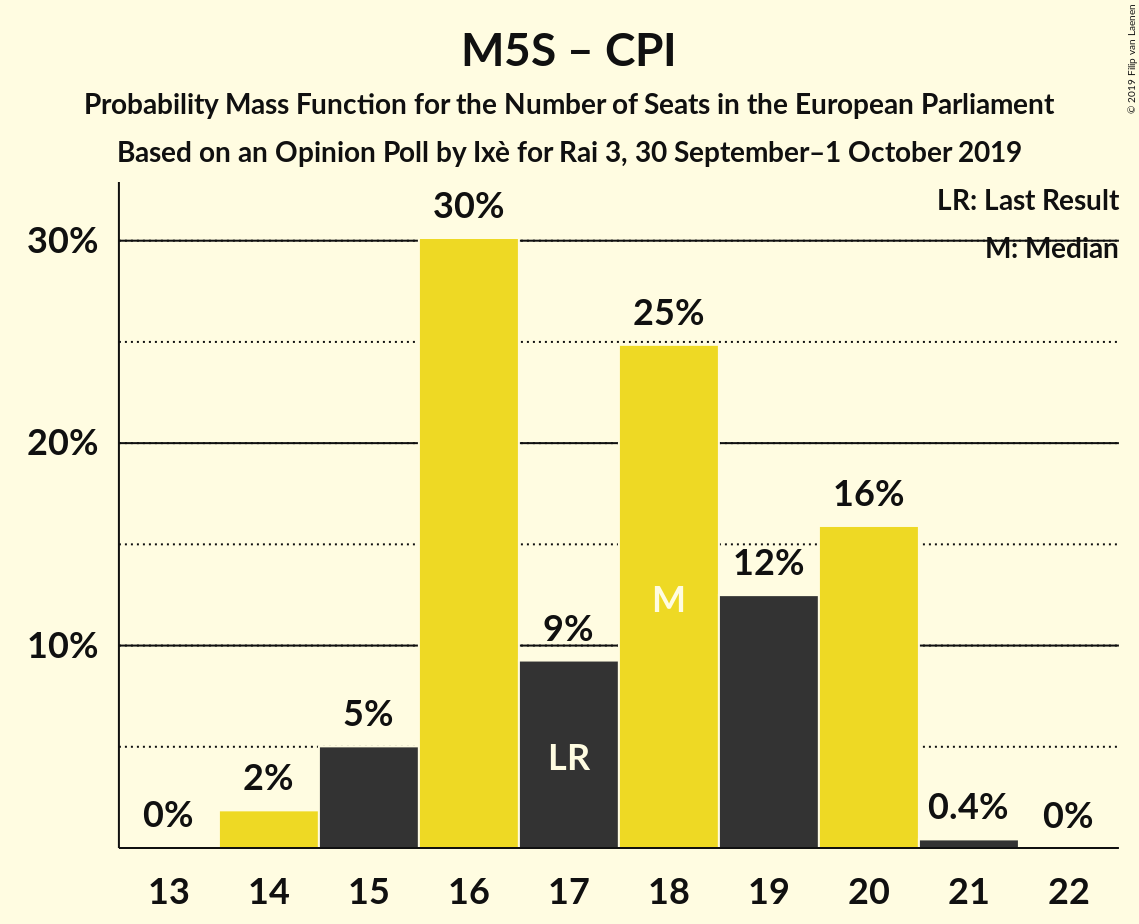 M5S – CPI
Probability Mass Function for the Number of Seats in the European Parliament
Based on an Opinion Poll by Ixè for Rai 3, 30 September–1 October 2019
© 2019 Filip van Laenen
LR: Last Result
M: Median
30%
20%
10%
0%
2%
5%
30%
9%
25%
12%
16%
0.4%
0%
LR
M
13 14 15 16 17 18 19 20 21 22